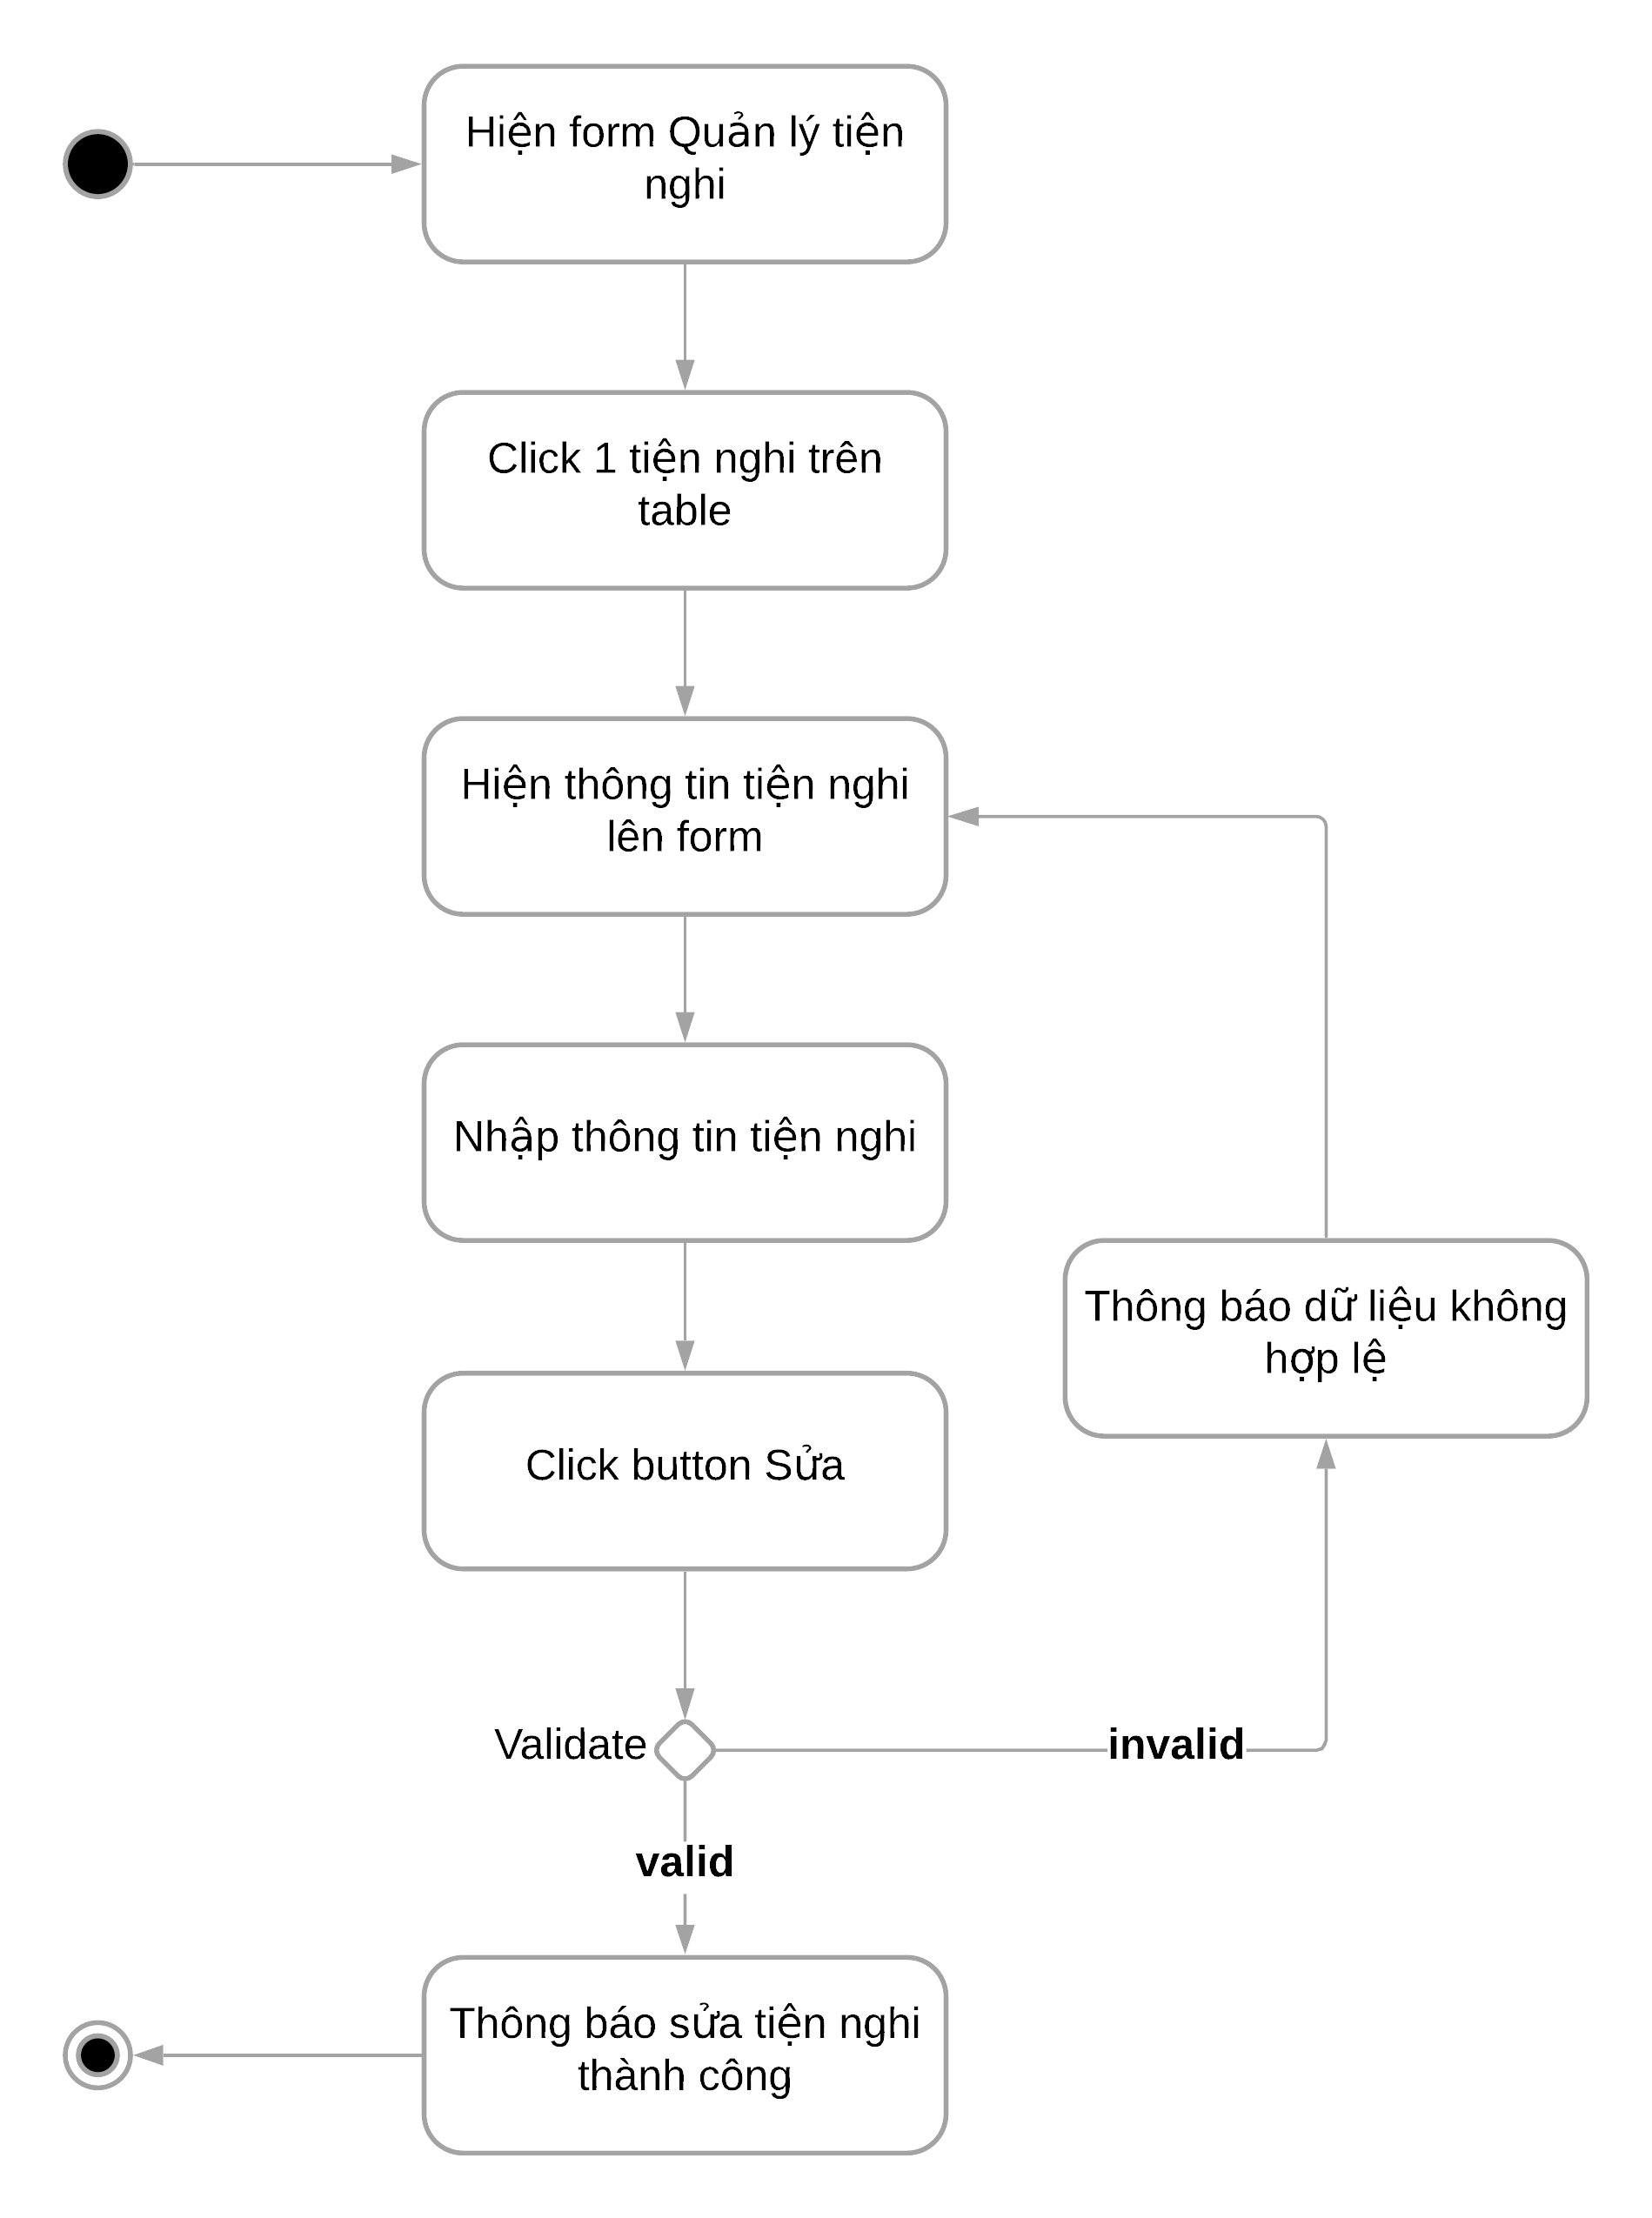 Hiện form Quản lý tiện
nghi
Click 1 tiện nghi trên
table
Hiện thông tin tiện nghi
lên form
Nhập thông tin tiện nghi
Thông báo dữ liệu không
hợp lệ
Click button Sửa
Validate
invalid
valid
Thông báo sửa tiện nghi
thành công